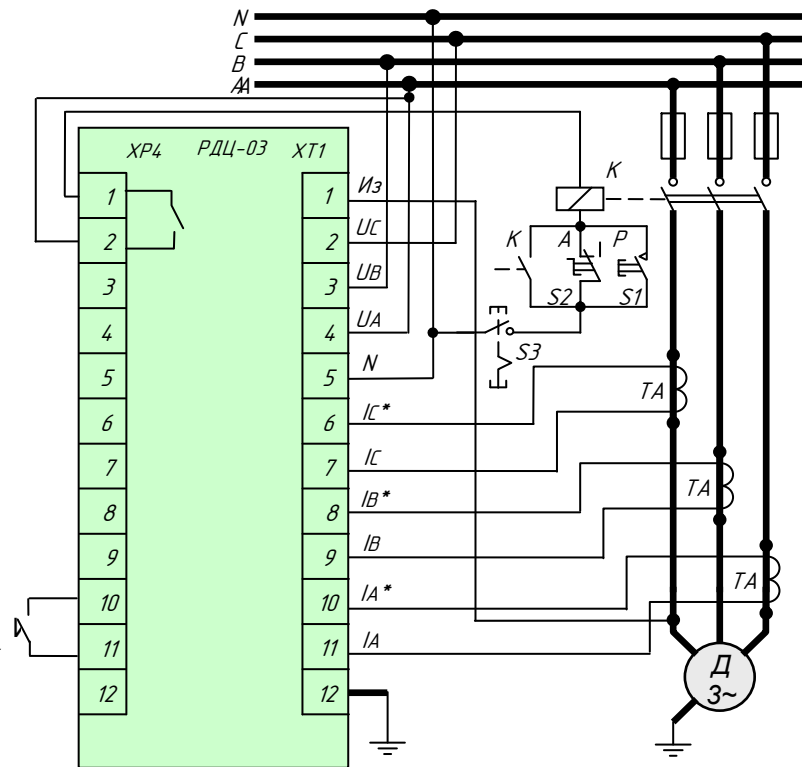 N
C
B
AA
XP4 РДЦ-03 XT1
1
2
3
4
5
6
7
8
9
10
11
12
1 Из
2 UC
3 UB
4 UA
5 N
6 IC*
7 IC
8 IB*
9 IB
10 IA*
11 IA
12
K
K A P
S2 S1
S3
TA
TA
TA
Д
3~